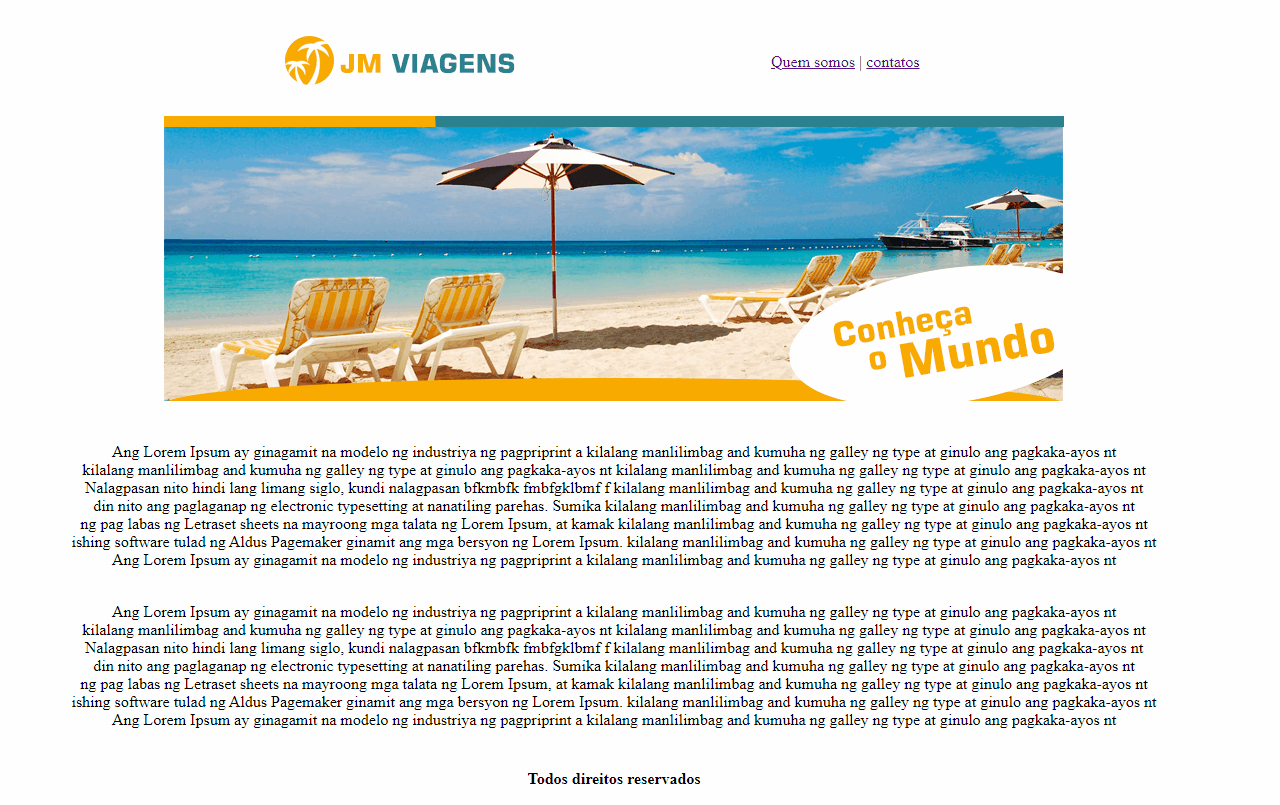 JM VIAGENS
Quem somos | contatos
Conheça
o Mundo
Ang Lorem Ipsum ay ginagamit na modelo ng industriya ng pagpriprint a kilalang manlilimbag and kumuha ng galley ng type at ginulo ang pagkaka-ayos nt
kilalang manlilimbag and kumuha ng galley ng type at ginulo ang pagkaka-ayos nt kilalang manlilimbag and kumuha ng galley ng type at ginulo ang pagkaka-ayos nt
Nalagpasan nito hindi lang limang siglo, kundi nalagpasan bfkmbfk fmbfgklbmf f kilalang manlilimbag and kumuha ng galley ng type at ginulo ang pagkaka-ayos nt
din nito ang paglaganap ng electronic typesetting at nanatiling parehas. Sumika kilalang manlilimbag and kumuha ng galley ng type at ginulo ang pagkaka-ayos nt
ng pag labas ng Letraset sheets na mayroong mga talata ng Lorem Ipsum, at kamak kilalang manlilimbag and kumuha ng galley ng type at ginulo ang pagkaka-ayos nt
ishing software tulad ng Aldus Pagemaker ginamit ang mga bersyon ng Lorem Ipsum. kilalang manlilimbag and kumuha ng galley ng type at ginulo ang pagkaka-ayos nt
Ang Lorem Ipsum ay ginagamit na modelo ng industriya ng pagpriprint a kilalang manlilimbag and kumuha ng galley ng type at ginulo ang pagkaka-ayos nt
Ang Lorem Ipsum ay ginagamit na modelo ng industriya ng pagpriprint a kilalang manlilimbag and kumuha ng galley ng type at ginulo ang pagkaka-ayos nt
kilalang manlilimbag and kumuha ng galley ng type at ginulo ang pagkaka-ayos nt kilalang manlilimbag and kumuha ng galley ng type at ginulo ang pagkaka-ayos nt
Nalagpasan nito hindi lang limang siglo, kundi nalagpasan bfkmbfk fmbfgklbmf f kilalang manlilimbag and kumuha ng galley ng type at ginulo ang pagkaka-ayos nt
din nito ang paglaganap ng electronic typesetting at nanatiling parehas. Sumika kilalang manlilimbag and kumuha ng galley ng type at ginulo ang pagkaka-ayos nt
ng pag labas ng Letraset sheets na mayroong mga talata ng Lorem Ipsum, at kamak kilalang manlilimbag and kumuha ng galley ng type at ginulo ang pagkaka-ayos nt
ishing software tulad ng Aldus Pagemaker ginamit ang mga bersyon ng Lorem Ipsum. kilalang manlilimbag and kumuha ng galley ng type at ginulo ang pagkaka-ayos nt
Ang Lorem Ipsum ay ginagamit na modelo ng industriya ng pagpriprint a kilalang manlilimbag and kumuha ng galley ng type at ginulo ang pagkaka-ayos nt
Todos direitos reservados